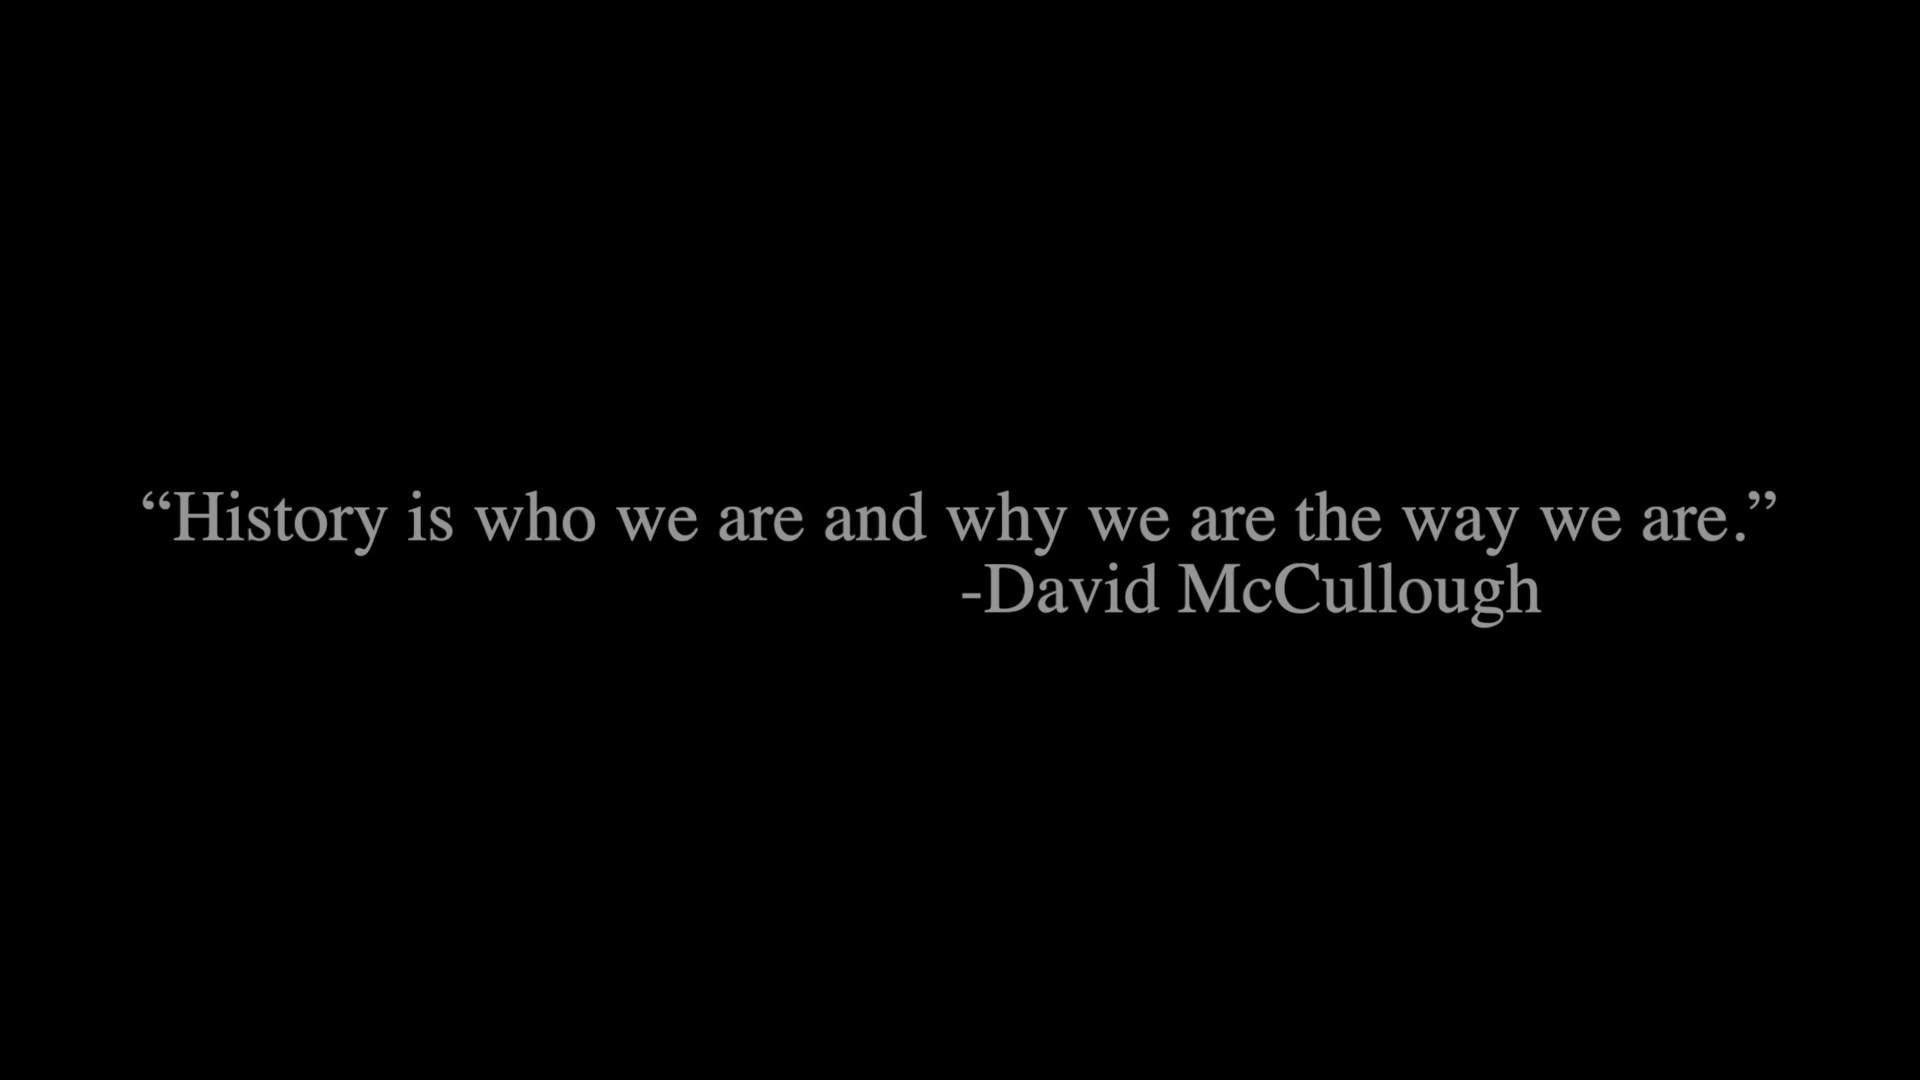 “History is who we are and why we are the way we are.”
-David McCullough